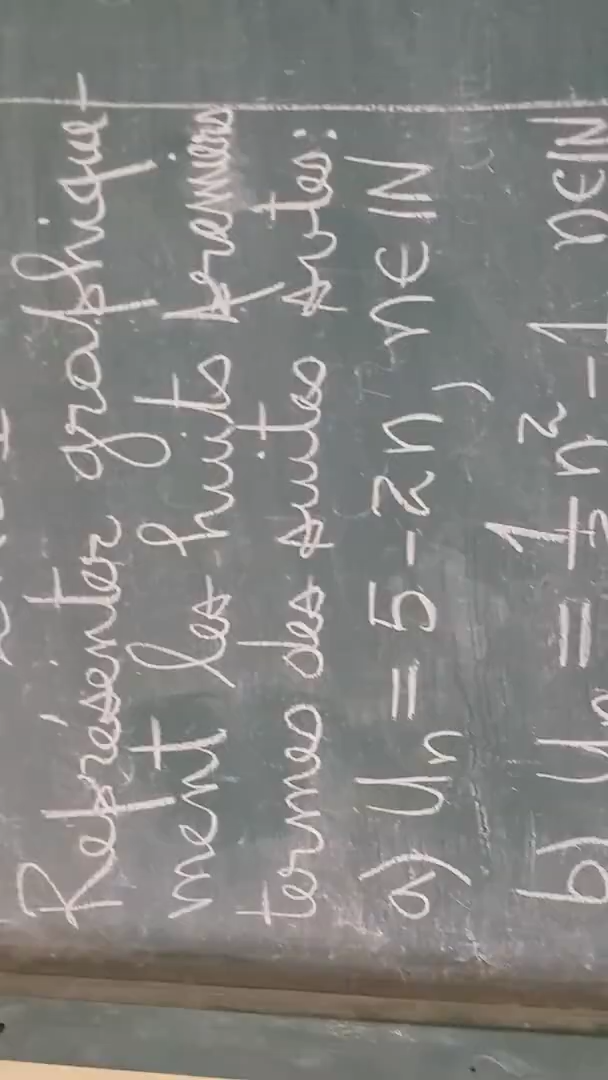 Représenter graphique-
ment les huits premiers
termes des suites svtes:
a) Un = 5 - 2n, n ∈ IN
b) Un = 1/2 n² - 1 n ∈ IN